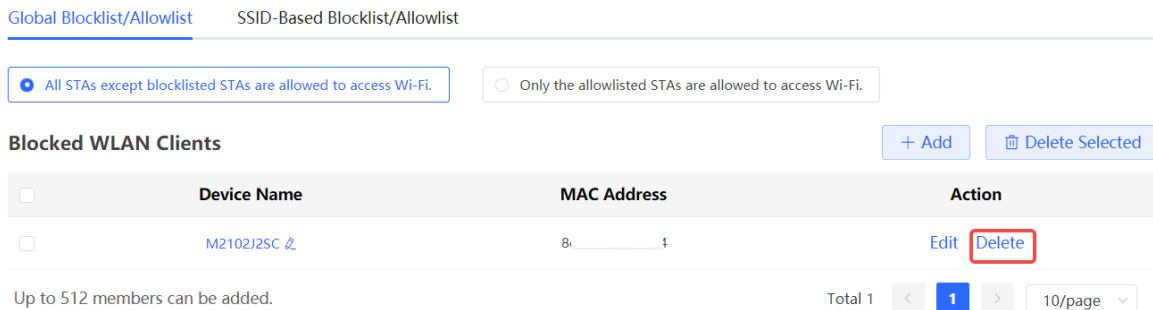 Global Blocklist/Allowlist SSID-Based Blocklist/Allowlist
All STAs except blocklisted STAs are allowed to access Wi-Fi. Only the allowlisted STAs are allowed to access Wi-Fi.
Blocked WLAN Clients + Add Delete Selected
Device Name MAC Address Action
M2102J2SC Edit Delete
Up to 512 members can be added. Total 1 < 1 > 10/page